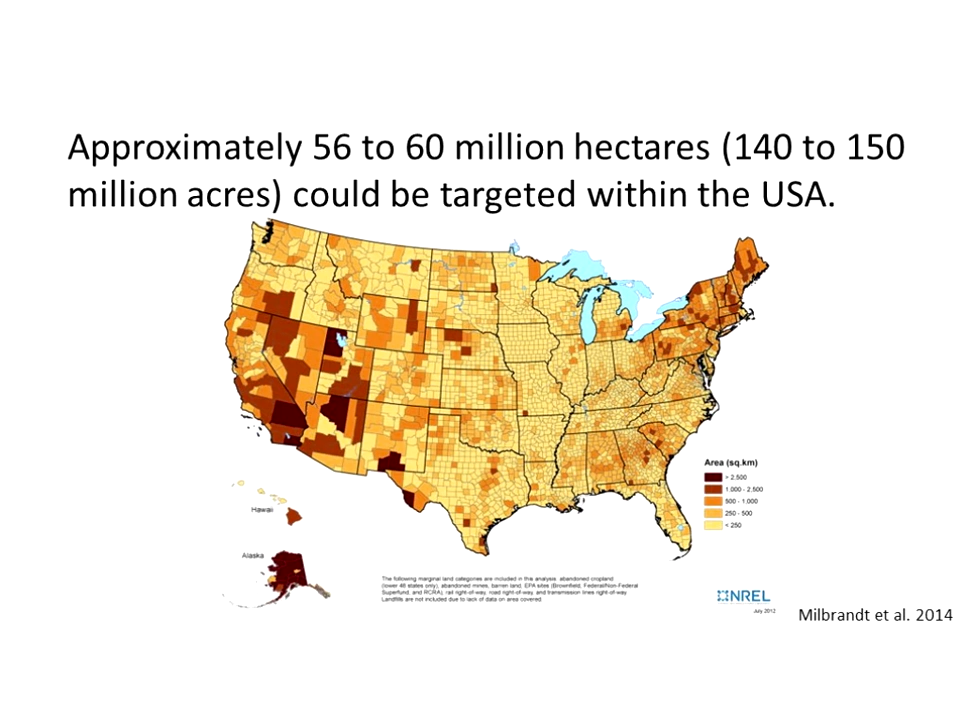 Approximately 56 to 60 million hectares (140 to 150
million acres) could be targeted within the USA.
Area (sq.km)
> 2,500
1,000 - 2,500
500 - 1,000
250 - 500
< 250
Hawaii
Alaska
The following marginal land categories are included in this analysis: abandoned cropland
(lower 48 states only), abandoned mines, barren land, EPA sites (Brownfield, Federal/Non-Federal
Superfund, and RCRA), rail right-of-way, road right-of-way, and transmission lines right-of-way.
Landfills are not included due to lack of data on area covered.
NREL
July 2012
Milbrandt et al. 2014